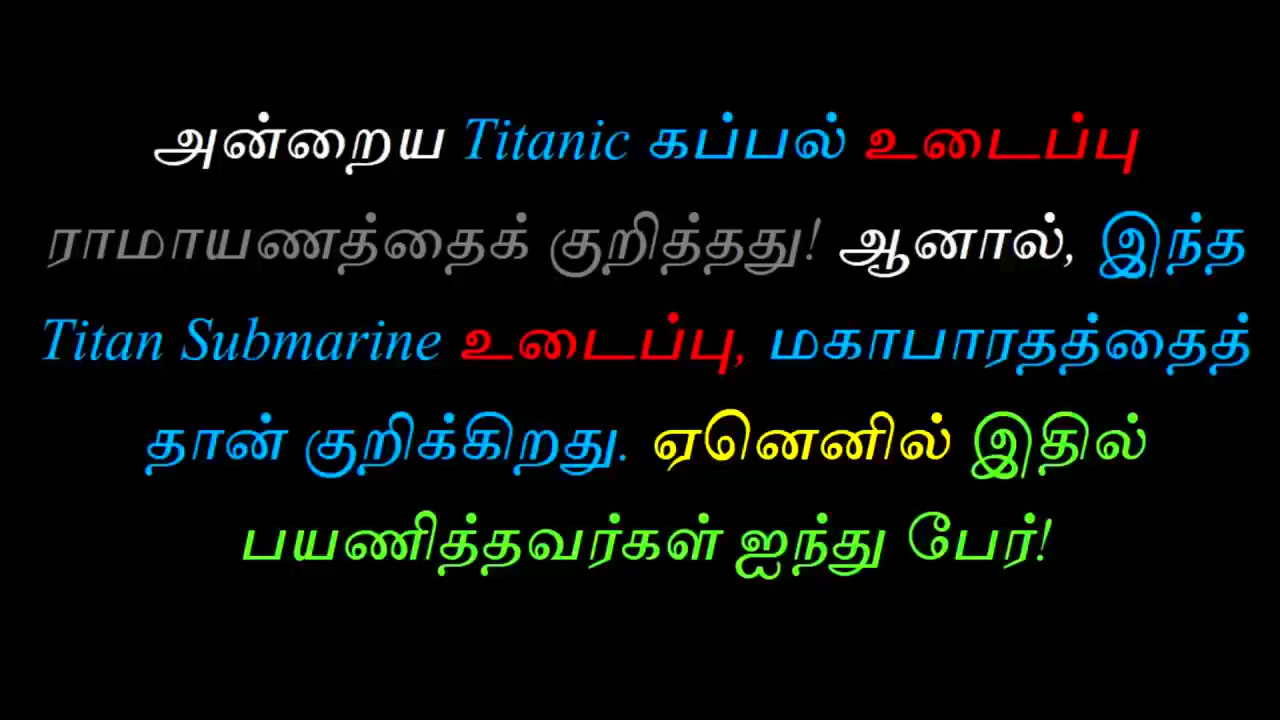 அன்றைய Titanic கப்பல் உடைப்பு
ராமாயணத்தைக் குறித்தது! ஆனால், இந்த
Titan Submarine உடைப்பு, மகாபாரதத்தைத்
தான் குறிக்கிறது. ஏனெனில் இதில்
பயணித்தவர்கள் ஐந்து பேர்!